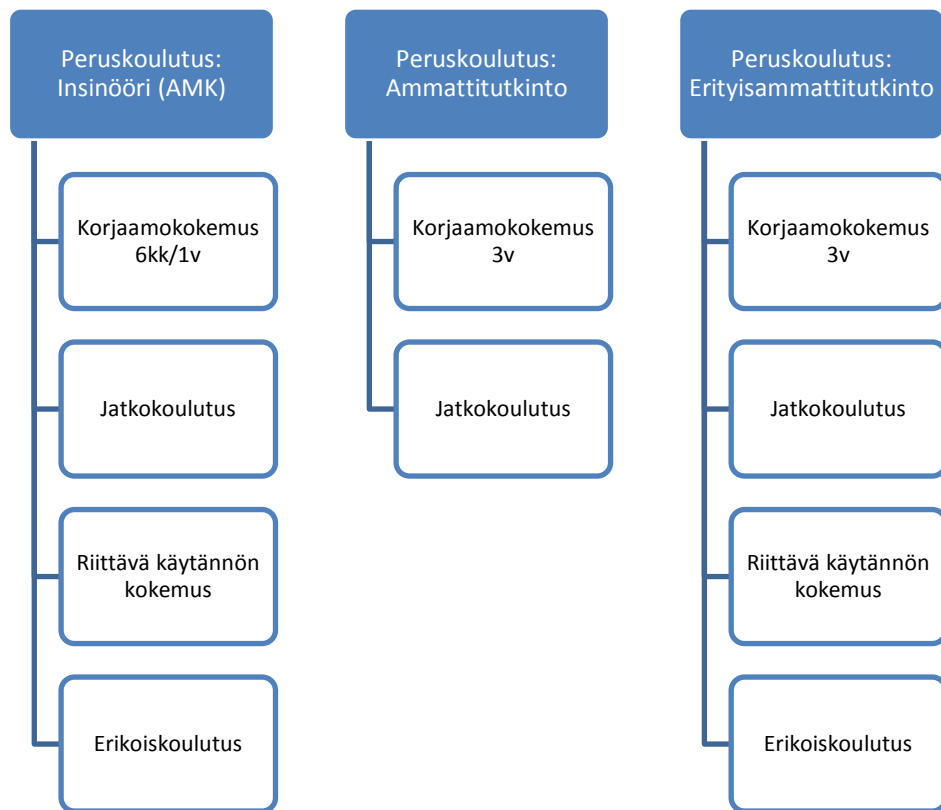 Peruskoulutus:
Insinööri (AMK)
Korjaamokokemus
6kk/1v
Jatkokoulutus
Riittävä käytännön
kokemus
Erikoiskoulutus
Peruskoulutus:
Ammattitutkinto
Korjaamokokemus
3v
Jatkokoulutus
Peruskoulutus:
Erityisammattitutkinto
Korjaamokokemus
3v
Jatkokoulutus
Riittävä käytännön
kokemus
Erikoiskoulutus